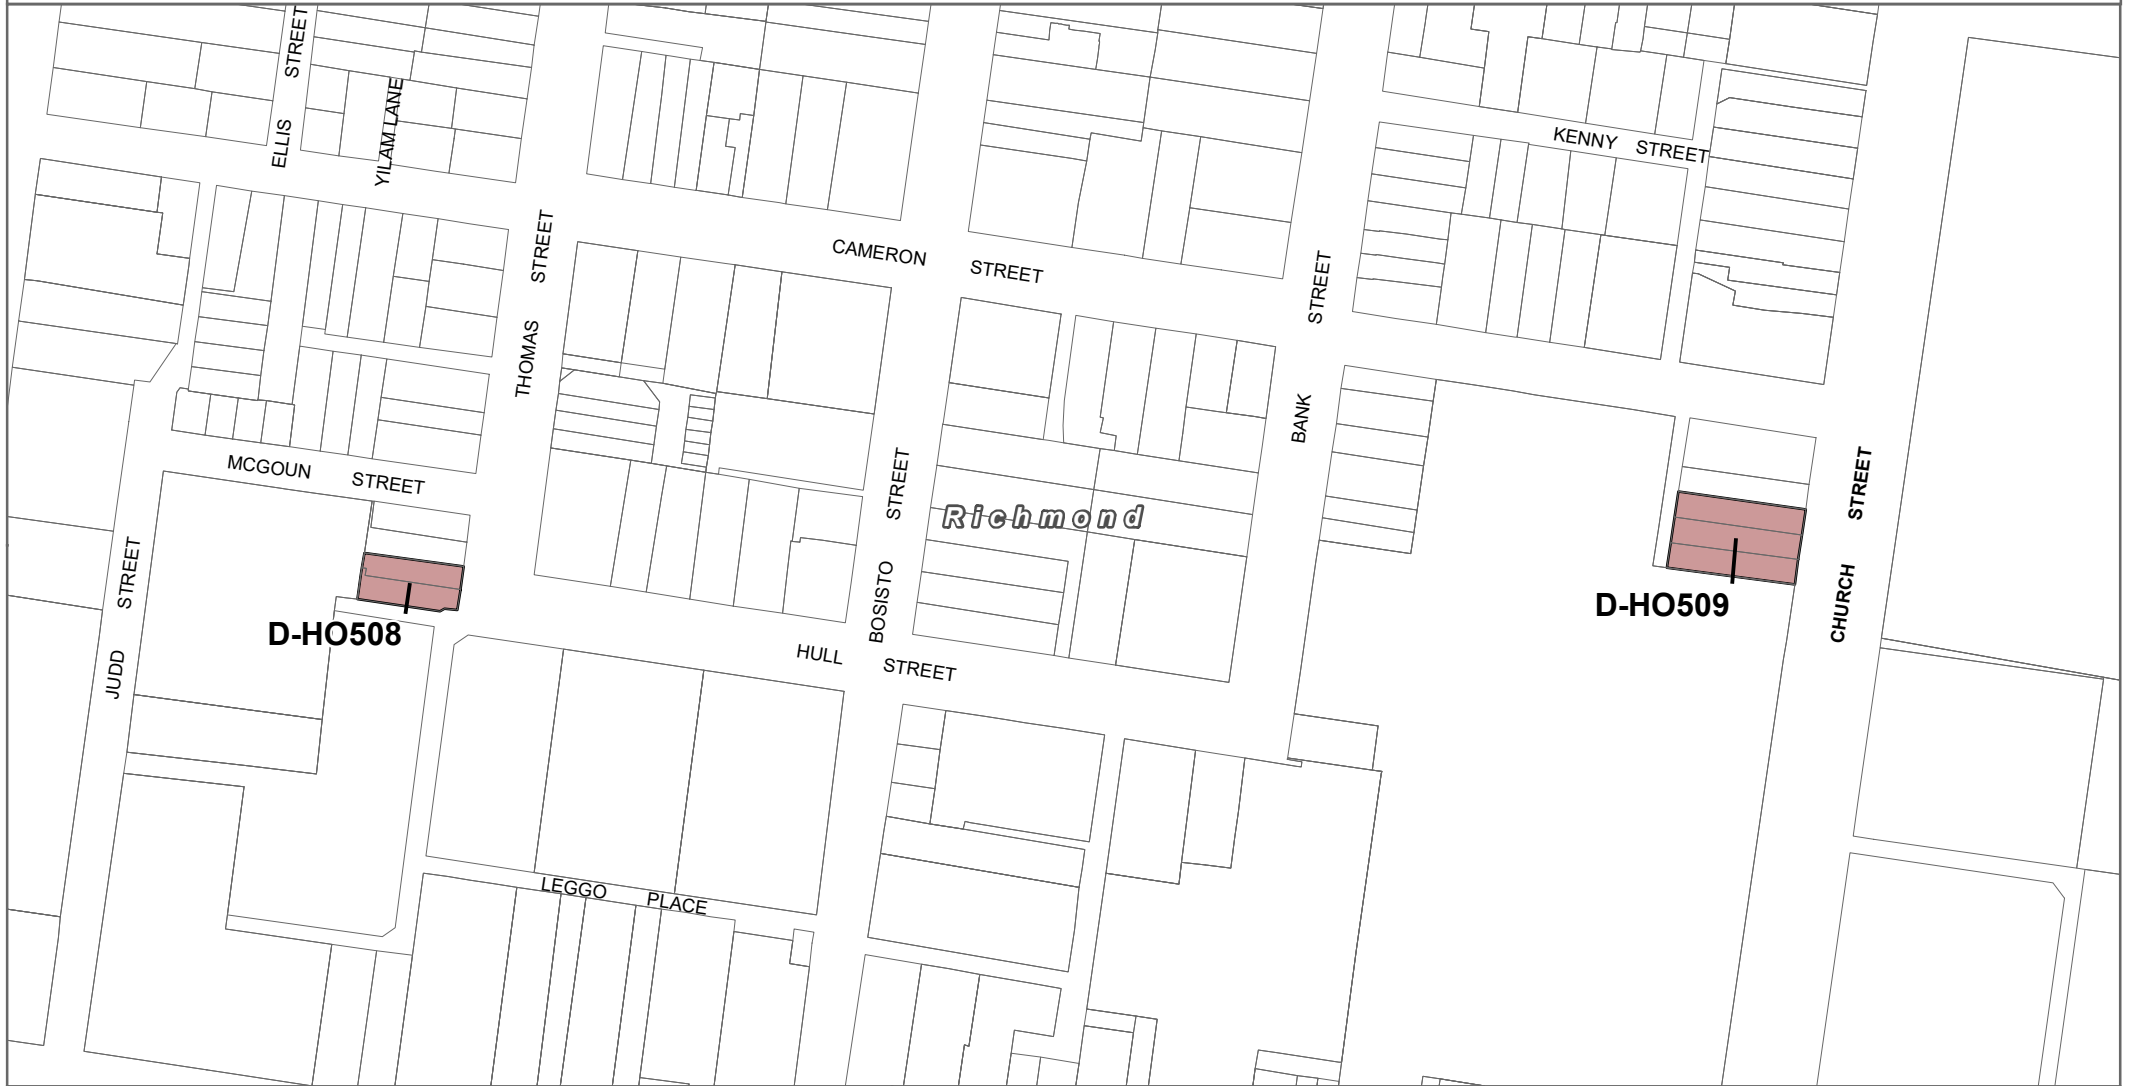 ELLIS STREET
YILAM LANE
KENNY STREET
CAMERON STREET
THOMAS STREET
BANK STREET
MCGOUN STREET
BOSISTO STREET
Richmond
CHURCH STREET
JUDD STREET
D-HO508
D-HO509
HULL STREET
LEGGO PLACE